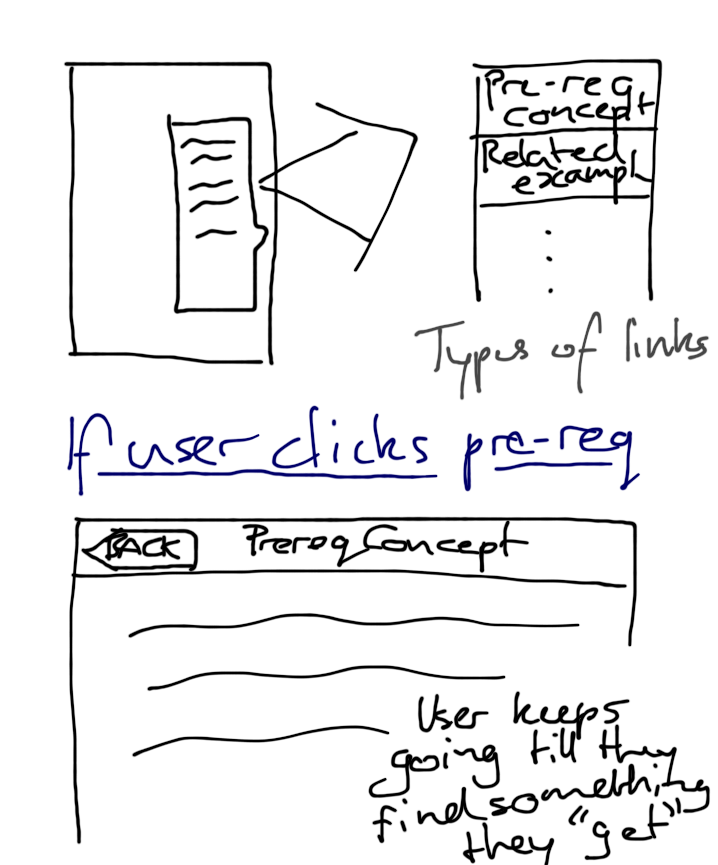 Pre-req
concept
Related
exampl
Types of links
If user clicks pre-req
BACK
Prereq Concept
User keeps
going till they
find something
they "get"